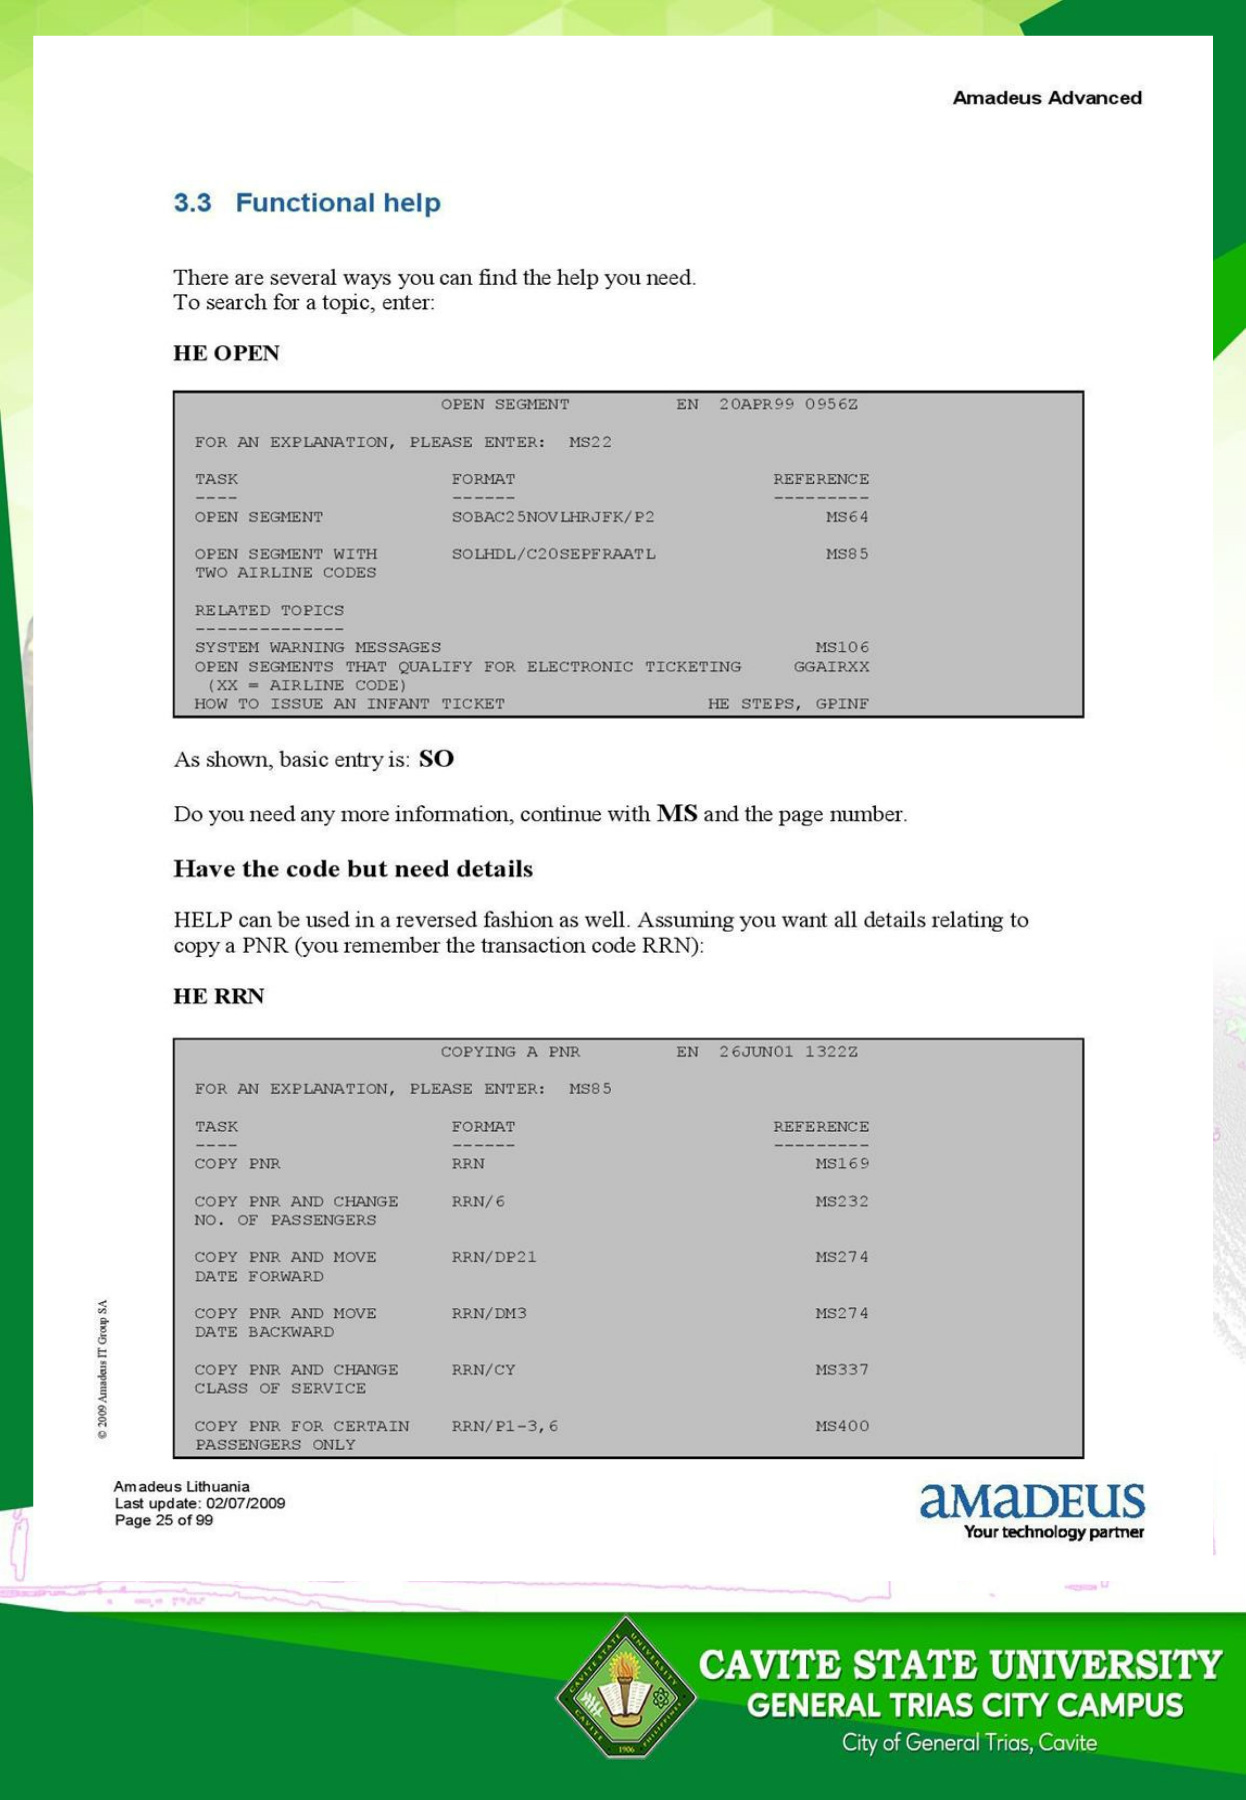 Amadeus Advanced
3.3 Functional help
There are several ways you can find the help you need.
To search for a topic, enter:
HE OPEN
OPEN SEGMENT EN 20APR99 0956Z
FOR AN EXPLANATION, PLEASE ENTER: MS22
TASK FORMAT REFERENCE
---- ------ ---------
OPEN SEGMENT SOBAC25NOVLHRJFK/P2 MS64
OPEN SEGMENT WITH SOLHDL/C20SEPFRAATL MS85
TWO AIRLINE CODES
RELATED TOPICS
--------------
SYSTEM WARNING MESSAGES MS106
OPEN SEGMENTS THAT QUALIFY FOR ELECTRONIC TICKETING GGAIRXX
(XX = AIRLINE CODE)
HOW TO ISSUE AN INFANT TICKET HE STEPS, GPINF
As shown, basic entry is: SO
Do you need any more information, continue with MS and the page number.
Have the code but need details
HELP can be used in a reversed fashion as well. Assuming you want all details relating to
copy a PNR (you remember the transaction code RRN):
HE RRN
COPYING A PNR EN 26JUN01 1322Z
FOR AN EXPLANATION, PLEASE ENTER: MS85
TASK FORMAT REFERENCE
---- ------ ---------
COPY PNR RRN MS169
COPY PNR AND CHANGE RRN/6 MS232
NO. OF PASSENGERS
COPY PNR AND MOVE RRN/DP21 MS274
DATE FORWARD
COPY PNR AND MOVE RRN/DM3 MS274
DATE BACKWARD
COPY PNR AND CHANGE RRN/CY MS337
CLASS OF SERVICE
COPY PNR FOR CERTAIN RRN/P1-3,6 MS400
PASSENGERS ONLY
© 2009 Amadeus IT Group SA
Amadeus Lithuania
Last update: 02/07/2009
Page 25 of 99
aMaDEUS
Your technology partner
CAVITE STATE UNIVERSITY
CAVITE
PHILIPPINES
1906
CAVITE STATE UNIVERSITY
GENERAL TRIAS CITY CAMPUS
City of General Trias, Cavite